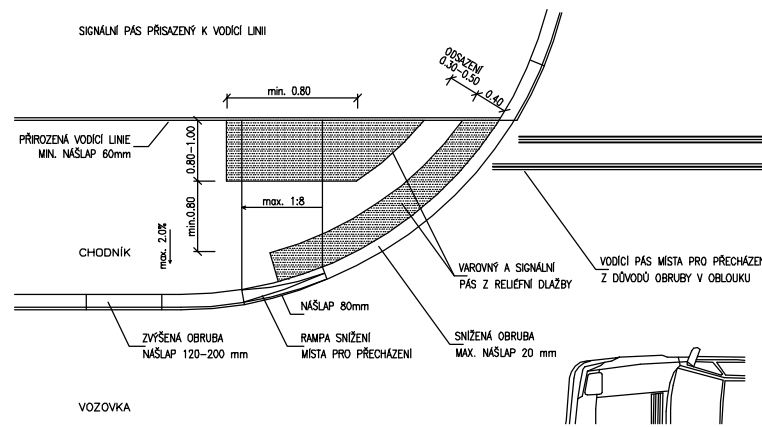 SIGNÁLNÍ PÁS PŘISAZENÝ K VODÍCÍ LINII
ODSAZENÍ
0.30-0.50
0.40
min. 0.80
PŘIROZENÁ VODÍCÍ LINIE
MIN. NÁŠLAP 60mm
0.80-1.00
min.0.80
max. 1:8
max. 2.0%
CHODNÍK
VAROVNÝ A SIGNÁLNÍ
PÁS Z RELIÉFNÍ DLAŽBY
VODÍCÍ PÁS MÍSTA PRO PŘECHÁZEN
Z DŮVODŮ OBRUBY V OBLOUKU
NÁŠLAP 80mm
ZVÝŠENÁ OBRUBA
NÁŠLAP 120-200 mm
RAMPA SNÍŽENÍ
MÍSTA PRO PŘECHÁZENÍ
SNÍŽENÁ OBRUBA
MAX. NÁŠLAP 20 mm
VOZOVKA